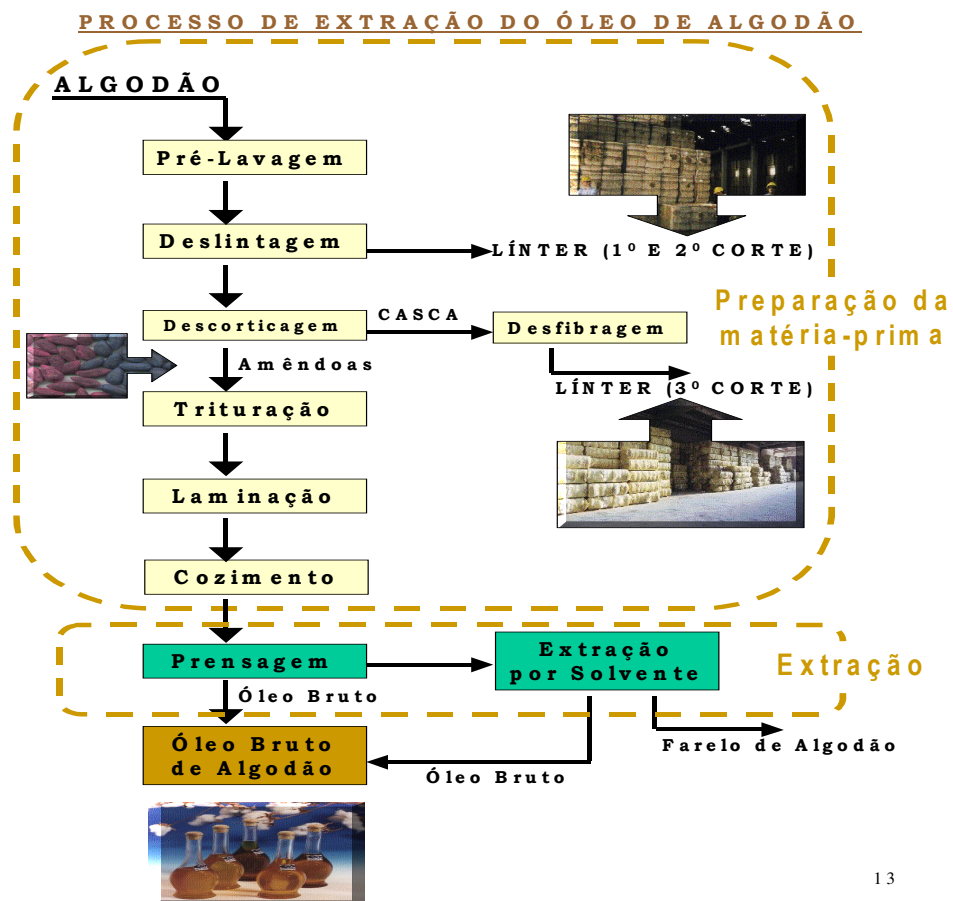 PROCESSO DE EXTRAÇÃO DO ÓLEO DE ALGODÃO
ALGODÃO
Pré-Lavagem
Deslintagem
LÍNTER (1º E 2º CORTE)
Preparação da
matéria-prima
Descorticagem
CASCA
Desfibragem
Amêndoas
LÍNTER (3º CORTE)
Trituração
Laminação
Cozimento
Prensagem
Extração
por Solvente
Extração
Óleo Bruto
Farelo de Algodão
Óleo Bruto
de Algodão
Óleo Bruto
13